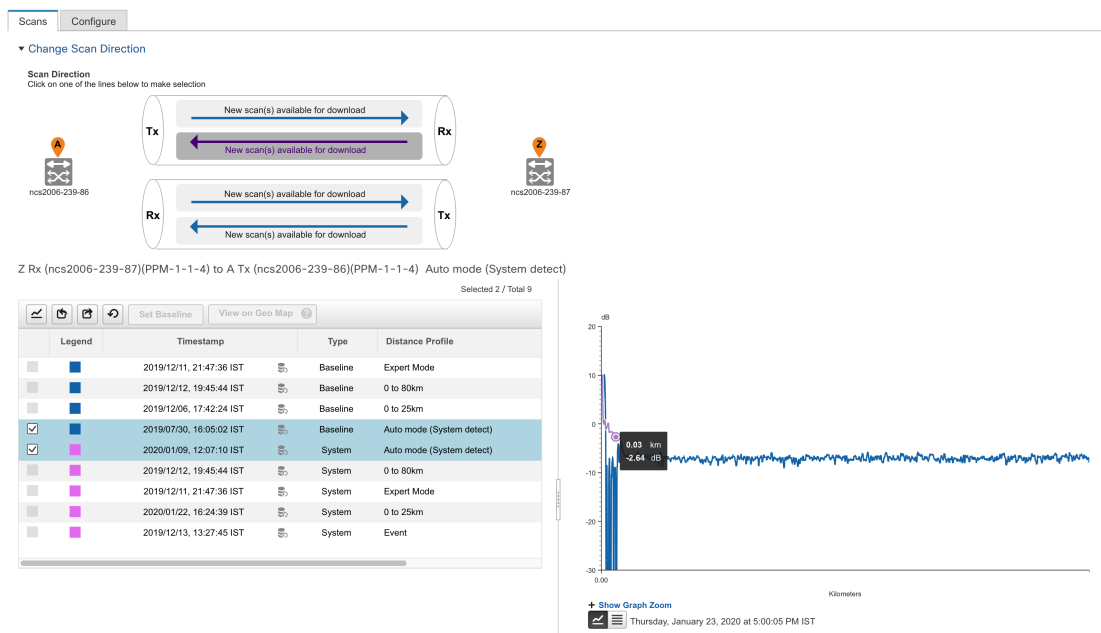 Scans Configure
Change Scan Direction
Scan Direction
Click on one of the lines below to make selection
New scan(s) available for download
Tx
Rx
New scan(s) available for download
A
Z
ncs2006-239-86
ncs2006-239-87
New scan(s) available for download
Rx
Tx
New scan(s) available for download
Z Rx (ncs2006-239-87)(PPM-1-1-4) to A Tx (ncs2006-239-86)(PPM-1-1-4) Auto mode (System detect)
Selected 2 / Total 9
Set Baseline View on Geo Map ?
Legend Timestamp Type Distance Profile
2019/12/11, 21:47:36 IST Baseline Expert Mode
2019/12/12, 19:45:44 IST Baseline 0 to 80km
2019/12/06, 17:42:24 IST Baseline 0 to 25km
2019/07/30, 16:05:02 IST Baseline Auto mode (System detect)
2020/01/09, 12:07:10 IST System Auto mode (System detect)
2019/12/12, 19:45:44 IST System 0 to 80km
2019/12/11, 21:47:36 IST System Expert Mode
2020/01/22, 16:24:39 IST System 0 to 25km
2019/12/13, 13:27:45 IST System Event
dB
20
10
0
0.03 km
-2.64 dB
-10
-20
-30
0.00
Kilometers
+ Show Graph Zoom
Thursday, January 23, 2020 at 5:00:05 PM IST